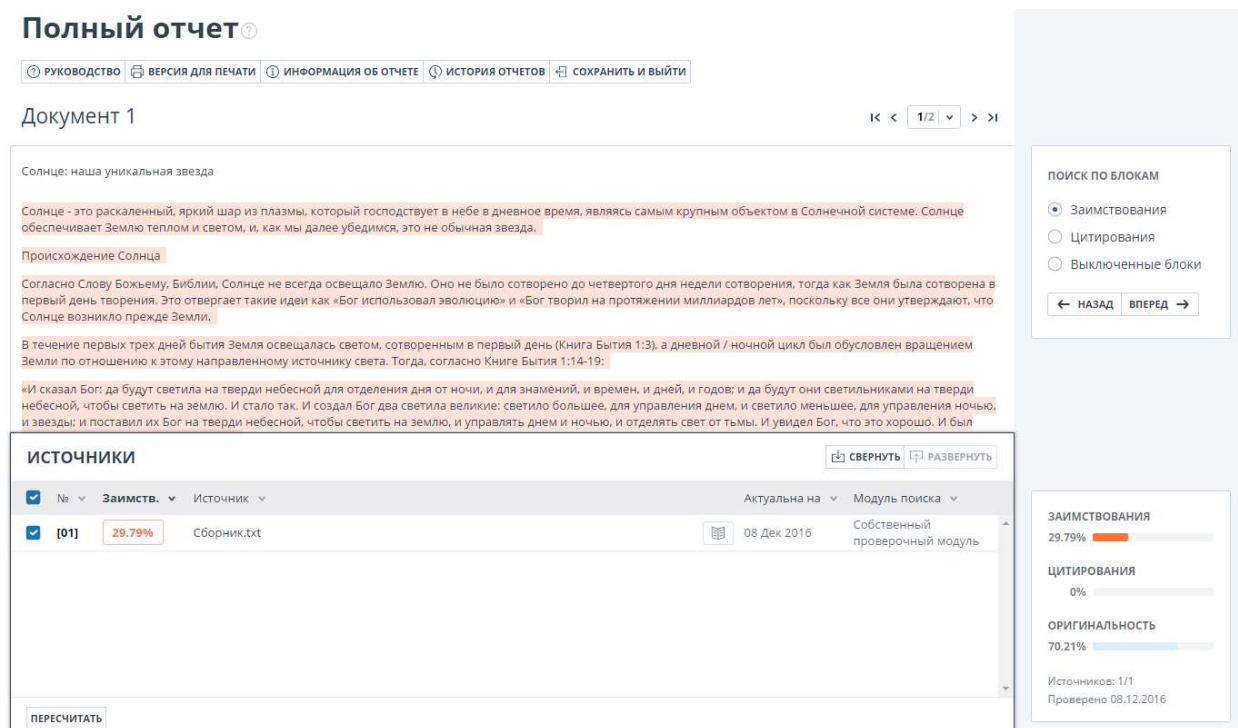 Полный отчет ?
РУКОВОДСТВО ВЕРСИЯ ДЛЯ ПЕЧАТИ ИНФОРМАЦИЯ ОБ ОТЧЕТЕ ИСТОРИЯ ОТЧЕТОВ СОХРАНИТЬ И ВЫЙТИ
Документ 1
1/2
Солнце: наша уникальная звезда
Солнце - это раскаленный, яркий шар из плазмы, который господствует в небе в дневное время, являясь самым крупным объектом в Солнечной системе. Солнце
обеспечивает Землю теплом и светом, и, как мы далее убедимся, это не обычная звезда.
Происхождение Солнца
Согласно Слову Божьему, Библии, Солнце не всегда освещало Землю. Оно не было сотворено до четвертого дня недели сотворения, тогда как Земля была сотворена в
первый день творения. Это отвергает такие идеи как «Бог использовал эволюцию» и «Бог творил на протяжении миллиардов лет», поскольку все они утверждают, что
Солнце возникло прежде Земли.
В течение первых трех дней бытия Земля освещалась светом, сотворенным в первый день (Книга Бытия 1:3), а дневной / ночной цикл был обусловлен вращением
Земли по отношению к этому направленному источнику света. Тогда, согласно Книге Бытия 1:14-19:
«И сказал Бог: да будут светила на тверди небесной для отделения дня от ночи, и для знамений, и времен, и дней, и годов; и да будут они светильниками на тверди
небесной, чтобы светить на землю. И стало так. И создал Бог два светила великие: светило большее, для управления днем, и светило меньшее, для управления ночью,
и звезды; и поставил их Бог на тверди небесной, чтобы светить на землю, и управлять днем и ночью, и отделять свет от тьмы. И увидел Бог, что это хорошо. И был
ИСТОЧНИКИ
СВЕРНУТЬ РАЗВЕРНУТЬ
№ Заимств. Источник Актуальна на Модуль поиска
[01] 29.79% Сборник.txt 08 Дек 2016 Собственный
проверочный модуль
ПЕРЕСЧИТАТЬ
ПОИСК ПО БЛОКАМ
Заимствования
Цитирования
Выключенные блоки
НАЗАД ВПЕРЕД
ЗАИМСТВОВАНИЯ
29.79%
ЦИТИРОВАНИЯ
0%
ОРИГИНАЛЬНОСТЬ
70.21%
Источников: 1/1
Проверено 08.12.2016